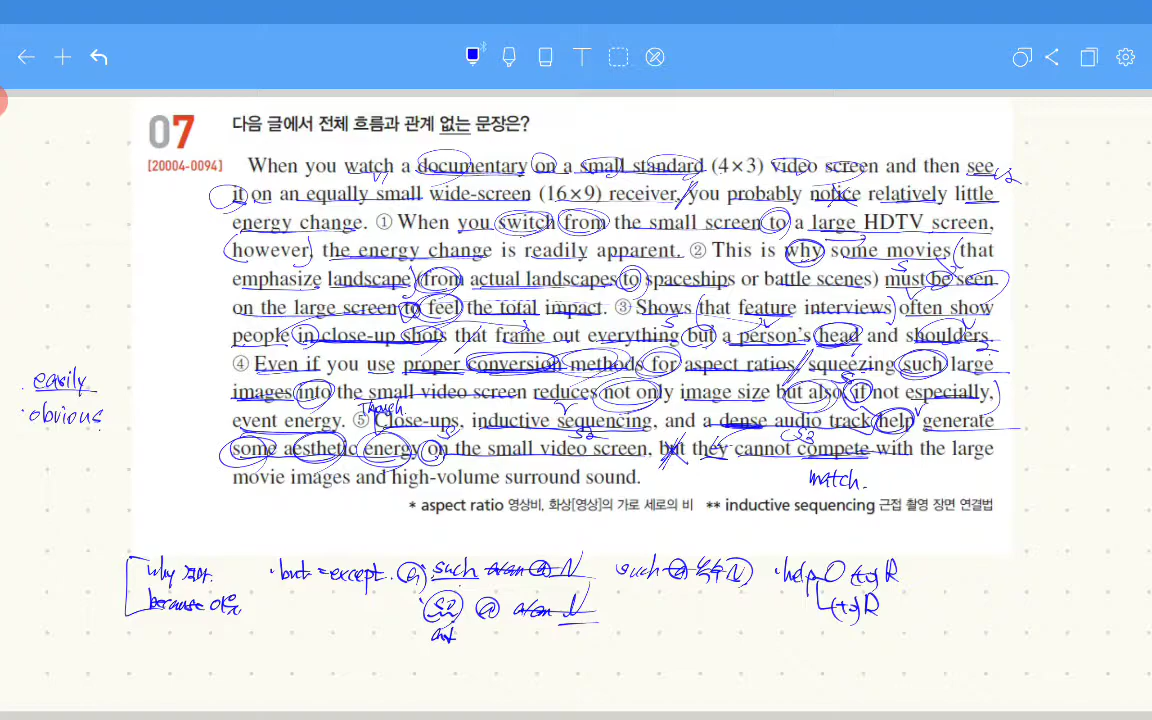 07
다음 글에서 전체 흐름과 관계 없는 문장은?
[20004-0094]
When you watch a documentary on a small standard (4×3) video screen and then see
it on an equally small wide-screen (16×9) receiver, you probably notice relatively little
energy change. ① When you switch from the small screen to a large HDTV screen,
however, the energy change is readily apparent. ② This is why some movies (that
emphasize landscape (from actual landscapes to spaceships or battle scenes) must be seen
on the large screen to feel the total impact. ③ Shows (that feature interviews) often show
people in close-up shots that frame out everything but a person's head and shoulders.
④ Even if you use proper conversion methods for aspect ratios, squeezing such large
images into the small video screen reduces not only image size but also, if not especially,
event energy. ⑤ Close-ups, inductive sequencing, and a dense audio track help generate
some aesthetic energy on the small video screen, but they cannot compete with the large
movie images and high-volume surround sound.
* aspect ratio 영상비, 화상[영상]의 가로 세로의 비 ** inductive sequencing 근접 촬영 장면 연결법
easily
obvious
Though
match.
why
because
but = except
such a
such
help O (to) R
so
(to) R